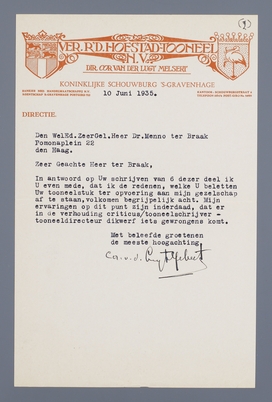 VER. R'D. HOFSTAD-TOONEEL
N.V.
DIR. COR VAN DER LUGT MELSERT
KONINKLIJKE SCHOUWBURG 'S-GRAVENHAGE
10 Juni 1935.
DIRECTIE.
Den WelEd.ZeerGel.Heer Dr.Menno ter Braak
Pomonaplein 22
den Haag.
Zeer Geachte Heer ter Braak,
In antwoord op Uw schrijven van 6 dezer deel ik
U even mede, dat ik de redenen, welke U beletten
Uw tooneelstuk ter opvoering aan mijn gezelschap
af te staan,volkomen begrijpelijk acht. Mijn
ervaringen op dit punt zijn inderdaad, dat er
in de verhouding criticus/tooneelschrijver -
tooneeldirecteur dikwerf iets gewrongens komt.
Met beleefde groetenen
de meeste hoogachting,